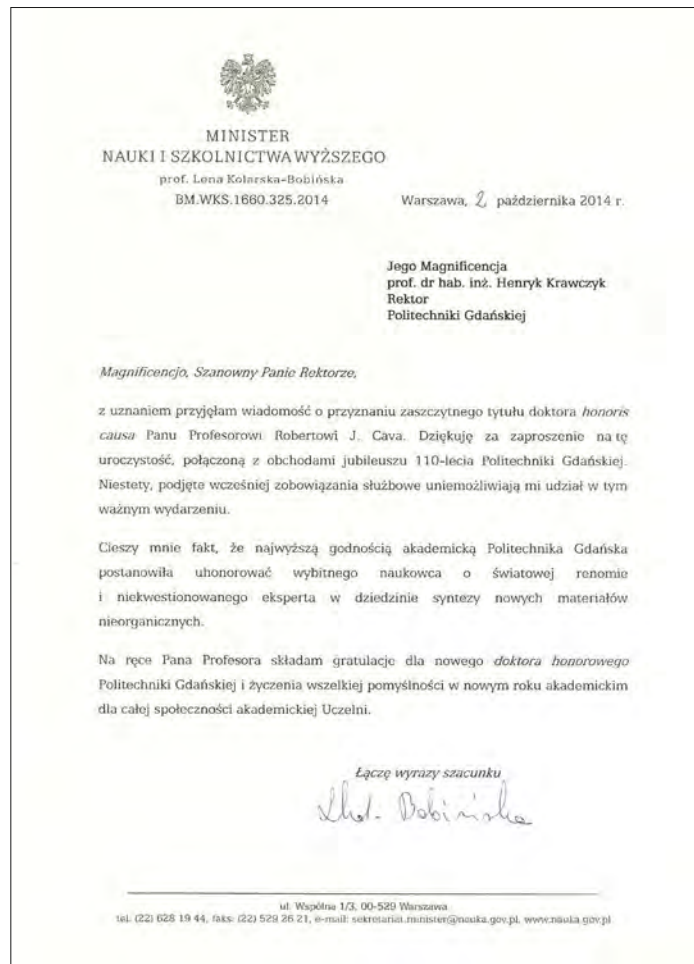 MINISTER
NAUKI I SZKOLNICTWA WYŻSZEGO
prof. Lena Kolarska-Bobińska
BM.WKS.1660.325.2014
Warszawa, 2 października 2014 r.
Jego Magnificencja
prof. dr hab. inż. Henryk Krawczyk
Rektor
Politechniki Gdańskiej
Magnificencjo, Szanowny Panie Rektorze,
z uznaniem przyjęłam wiadomość o przyznaniu zaszczytnego tytułu doktora honoris
causa Panu Profesorowi Robertowi J. Cava. Dziękuję za zaproszenie na tę
uroczystość, połączoną z obchodami jubileuszu 110-lecia Politechniki Gdańskiej.
Niestety, podjęte wcześniej zobowiązania służbowe uniemożliwiają mi udział w tym
ważnym wydarzeniu.
Cieszy mnie fakt, że najwyższą godnością akademicką Politechnika Gdańska
postanowiła uhonorować wybitnego naukowca o światowej renomie
i niekwestionowanego eksperta w dziedzinie syntezy nowych materiałów
nieorganicznych.
Na ręce Pana Profesora składam gratulacje dla nowego doktora honorowego
Politechniki Gdańskiej i życzenia wszelkiej pomyślności w nowym roku akademickim
dla całej społeczności akademickiej Uczelni.
Łączę wyrazy szacunku
Bobińska
ul. Wspólna 1/3, 00-529 Warszawa
tel. (22) 628 19 44, faks: (22) 529 26 21, e-mail: sekretariat.minister@nauka.gov.pl, www.nauka.gov.pl